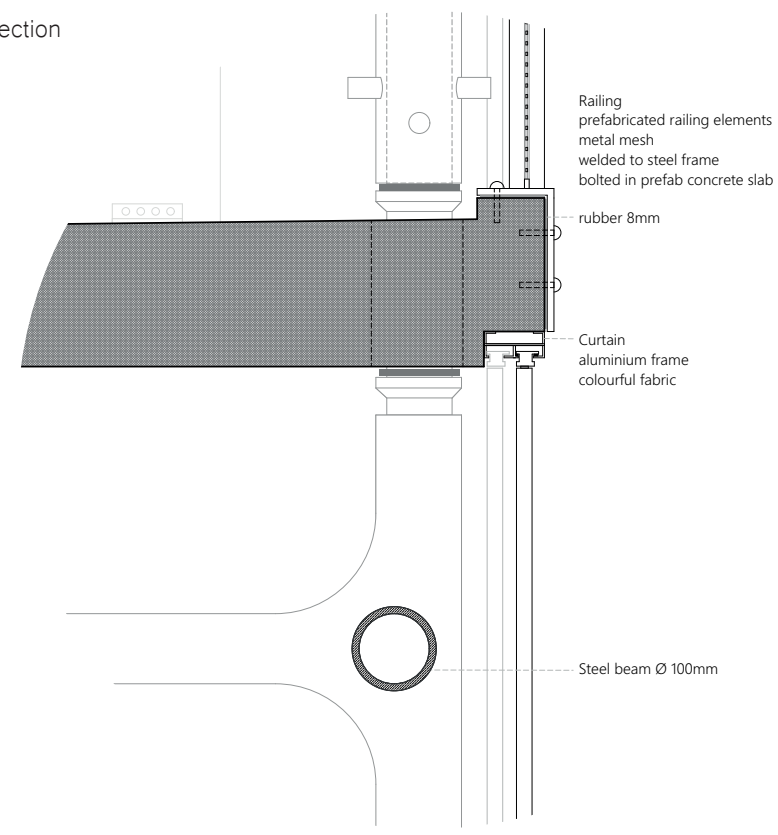 ection
Railing
prefabricated railing elements
metal mesh
welded to steel frame
bolted in prefab concrete slab
rubber 8mm
Curtain
aluminium frame
colourful fabric
Steel beam Ø 100mm